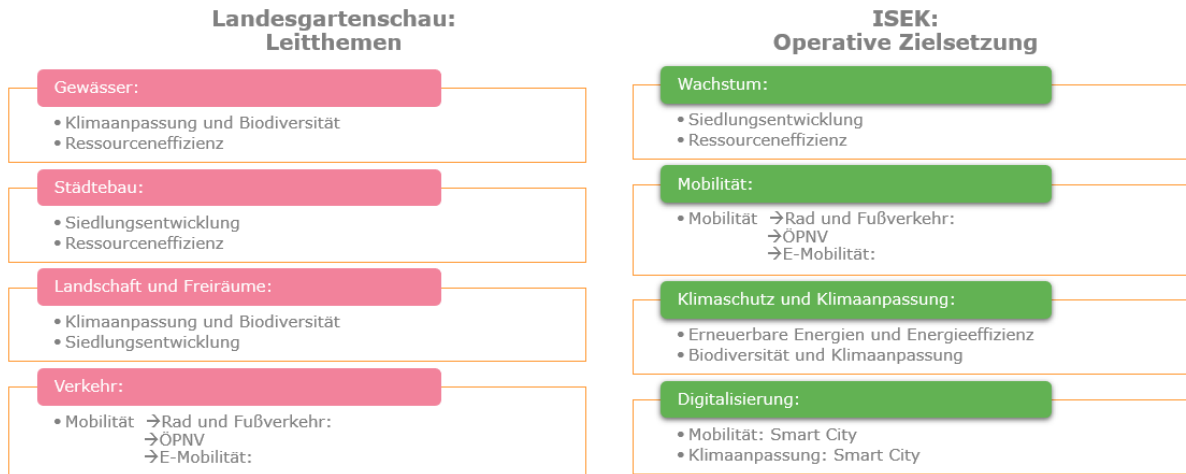 Landesgartenschau:
Leitthemen
Gewässer:
• Klimaanpassung und Biodiversität
• Ressourceneffizienz
Städtebau:
• Siedlungsentwicklung
• Ressourceneffizienz
Landschaft und Freiräume:
• Klimaanpassung und Biodiversität
• Siedlungsentwicklung
Verkehr:
• Mobilität →Rad und Fußverkehr:
→ÖPNV
→E-Mobilität:
ISEK:
Operative Zielsetzung
Wachstum:
• Siedlungsentwicklung
• Ressourceneffizienz
Mobilität:
• Mobilität →Rad und Fußverkehr:
→ÖPNV
→E-Mobilität:
Klimaschutz und Klimaanpassung:
• Erneuerbare Energien und Energieeffizienz
• Biodiversität und Klimaanpassung
Digitalisierung:
• Mobilität: Smart City
• Klimaanpassung: Smart City